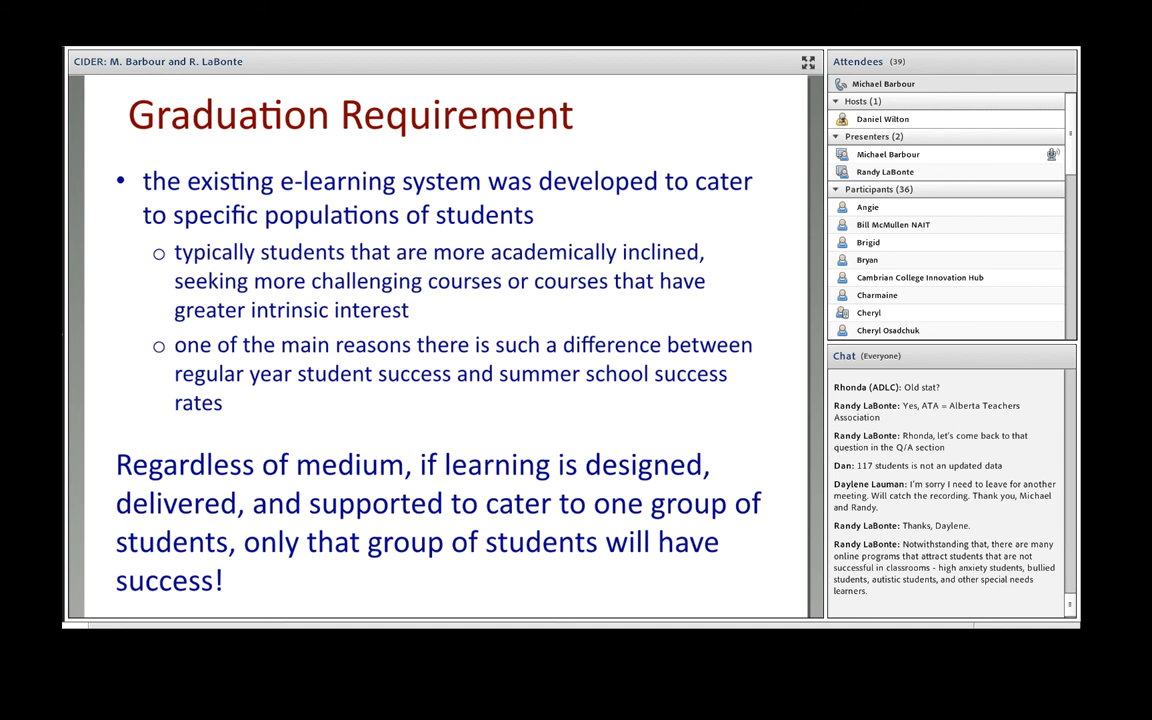 CIDER: M. Barbour and R. LaBonte
Graduation Requirement
• the existing e-learning system was developed to cater
to specific populations of students
o typically students that are more academically inclined,
seeking more challenging courses or courses that have
greater intrinsic interest
o one of the main reasons there is such a difference between
regular year student success and summer school success
rates
Regardless of medium, if learning is designed,
delivered, and supported to cater to one group of
students, only that group of students will have
success!
Attendees (39)
Michael Barbour
Hosts (1)
Daniel Wilton
Presenters (2)
Michael Barbour
Randy LaBonte
Participants (36)
Angie
Bill McMullen NAIT
Brigid
Bryan
Cambrian College Innovation Hub
Charmaine
Cheryl
Cheryl Osadchuk
Chat (Everyone)
Rhonda (ADLC): Old stat?
Randy LaBonte: Yes, ATA = Alberta Teachers
Association
Randy LaBonte: Rhonda, let's come back to that
question in the Q/A section
Dan: 117 students is not an updated data
Daylene Lauman: I'm sorry I need to leave for another
meeting. Will catch the recording. Thank you, Michael
and Randy.
Randy LaBonte: Thanks, Daylene.
Randy LaBonte: Notwithstanding that, there are many
online programs that attract students that are not
successful in classrooms - high anxiety students, bullied
students, autistic students, and other special needs
learners.